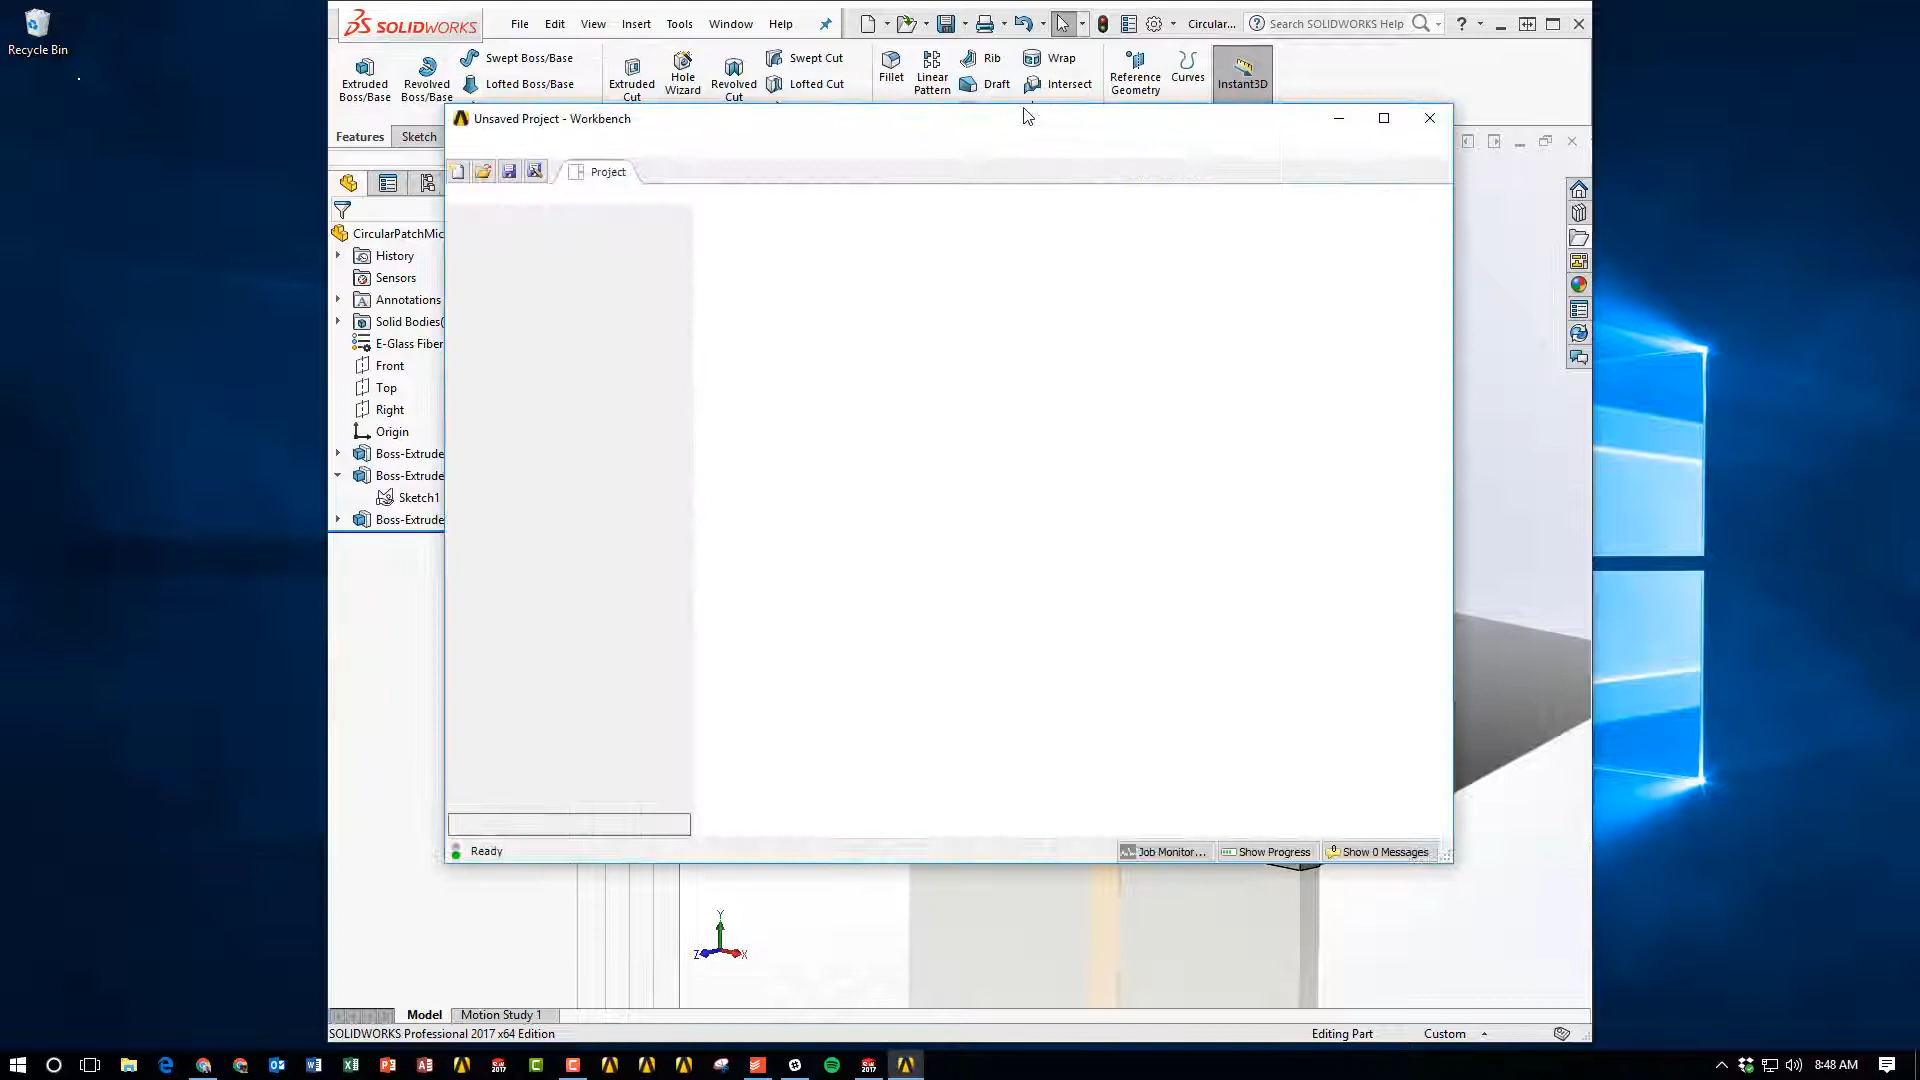 Recycle Bin
SOLIDWORKS
File Edit View Insert Tools Window Help
Circular...
Search SOLIDWORKS Help
?
Extruded Boss/Base
Revolved Boss/Base
Swept Boss/Base
Lofted Boss/Base
Extruded Cut
Hole Wizard
Revolved Cut
Swept Cut
Lofted Cut
Fillet
Linear Pattern
Rib
Draft
Wrap
Intersect
Reference Geometry
Curves
Instant3D
Features Sketch
Unsaved Project - Workbench
Project
CircularPatchMic
History
Sensors
Annotations
Solid Bodies(
E-Glass Fiber
Front
Top
Right
Origin
Boss-Extrude
Boss-Extrude
Sketch1
Boss-Extrude
Ready
Job Monitor...
Show Progress
0 Show 0 Messages
Y
Z X
Model Motion Study 1
SOLIDWORKS Professional 2017 x64 Edition
Editing Part
Custom
8:48 AM